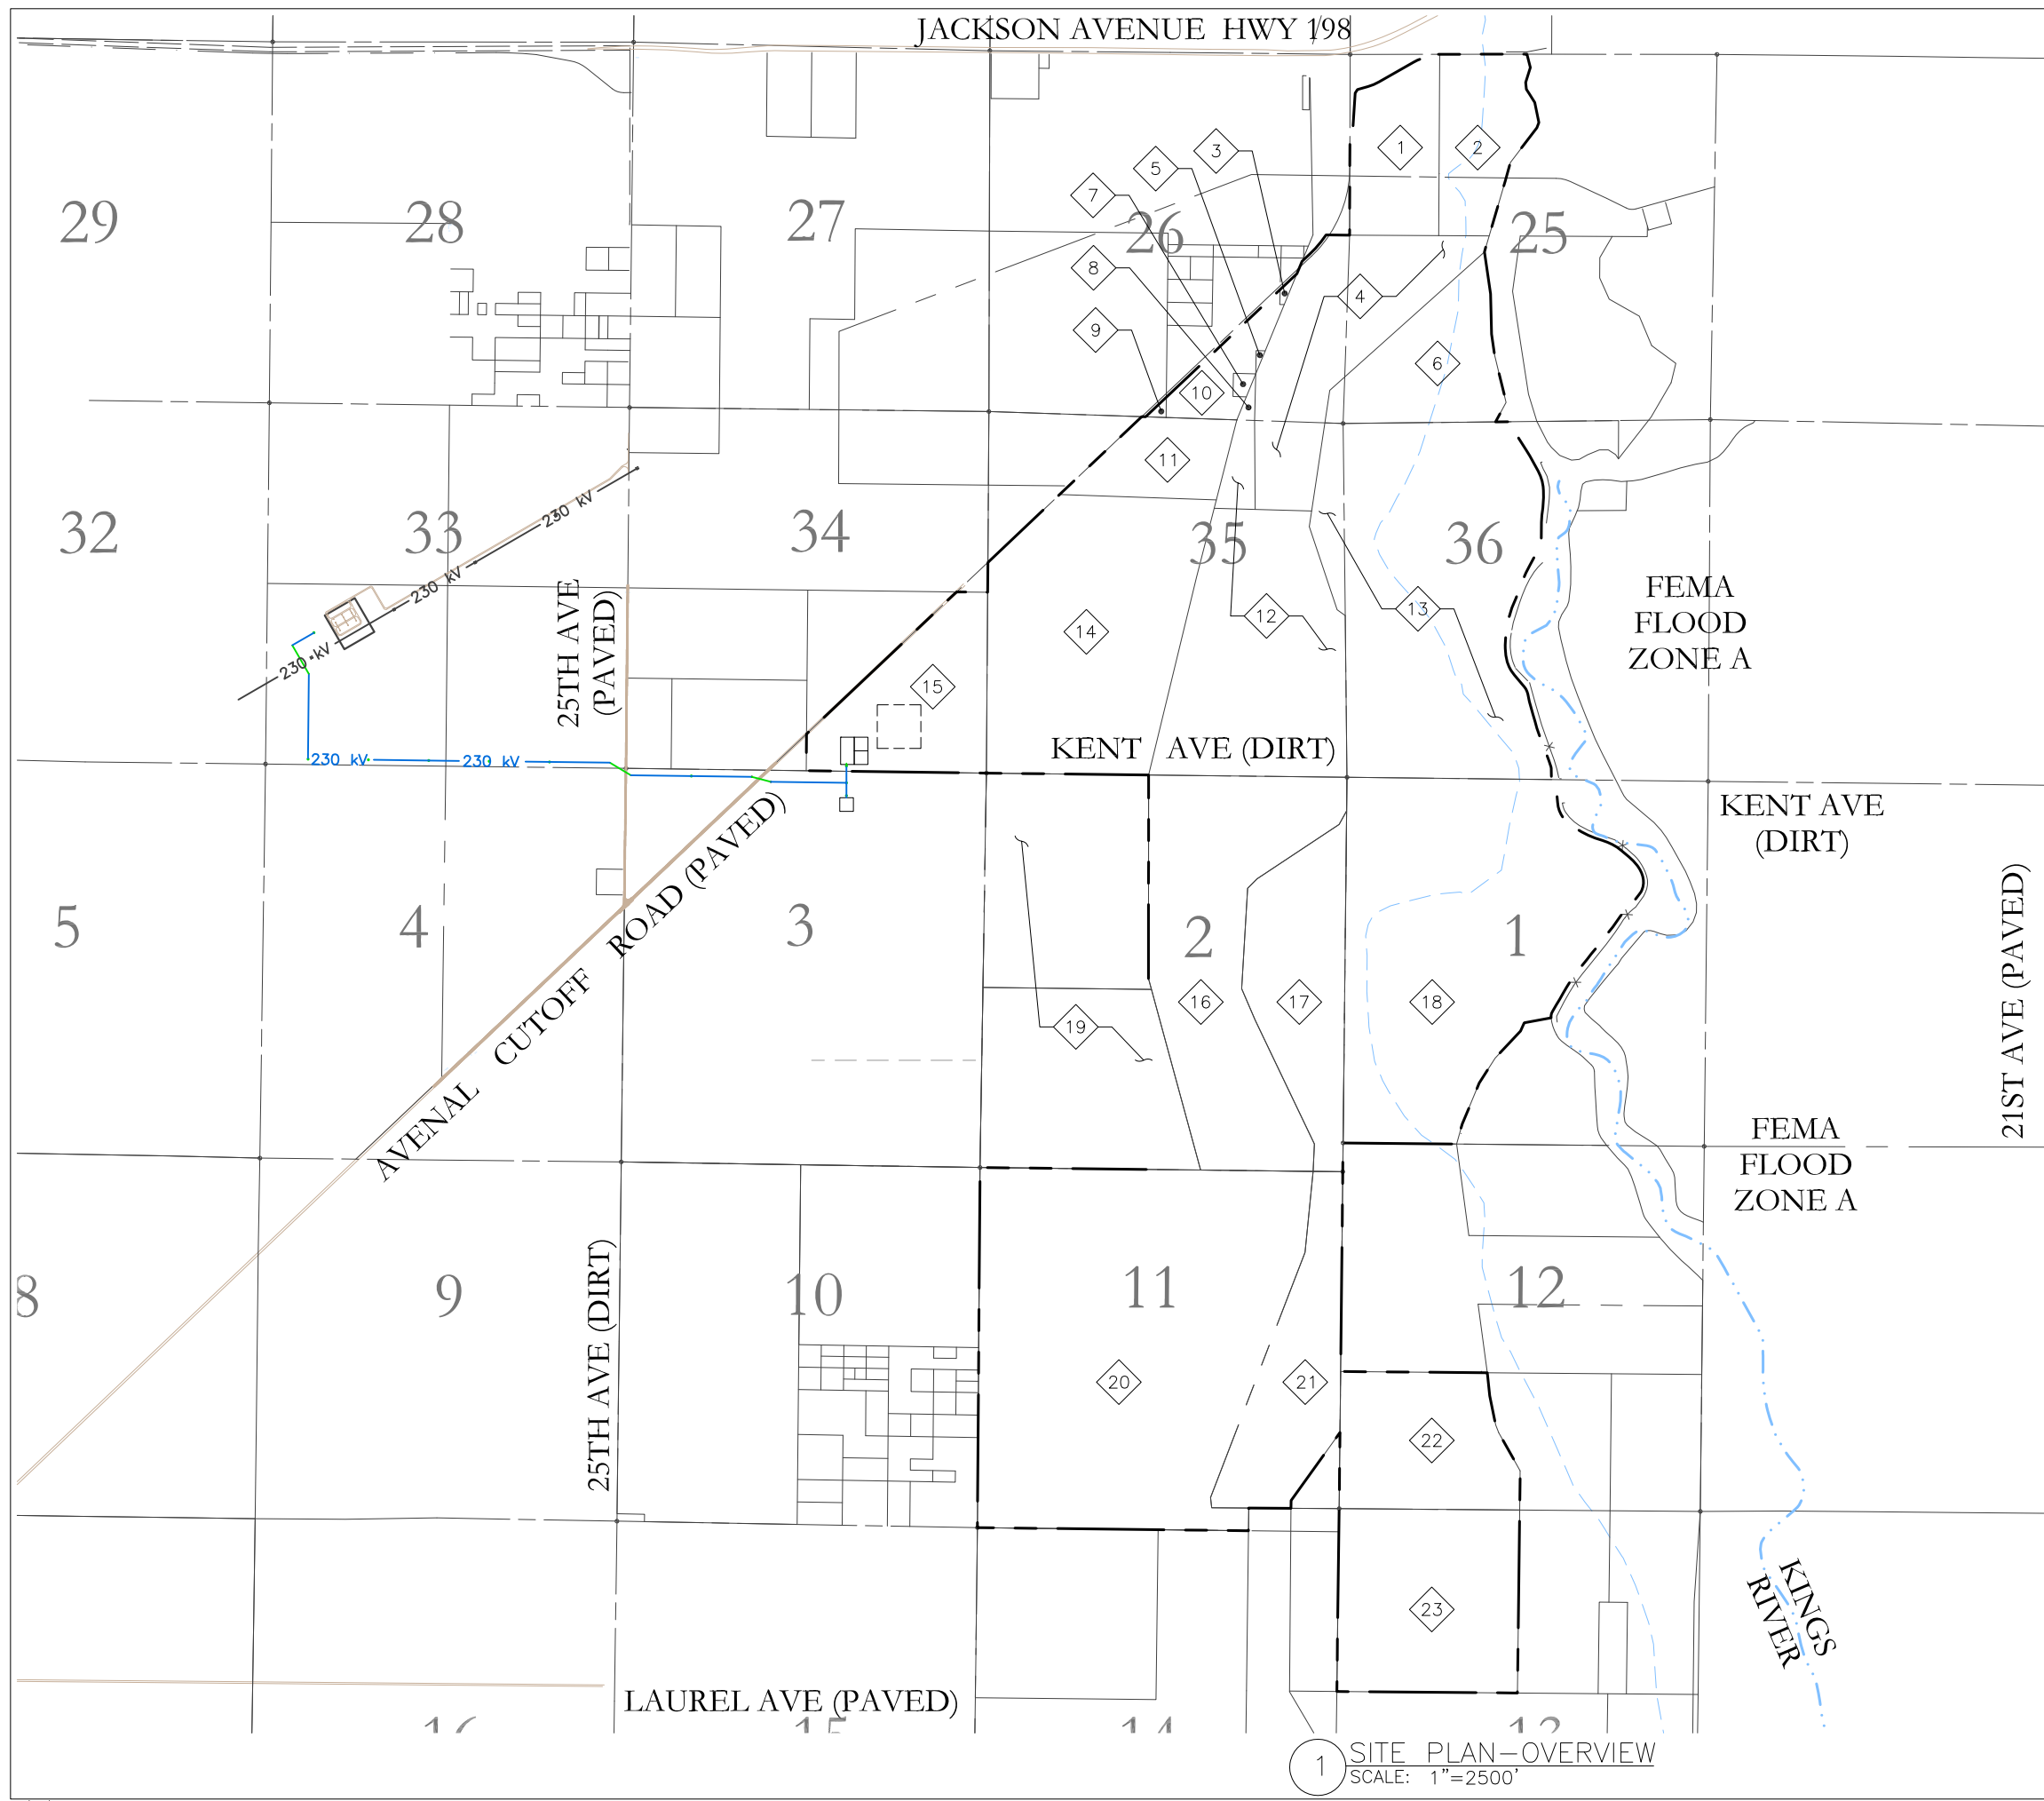 JACKSON AVENUE HWY 198
1
2
3
5
7
29
28
27
26
25
8
4
9
6
10
11
32
33
34
35
36
230 kV
230 kV
230 kV
25TH AVE
(PAVED)
FEMA
FLOOD
ZONE A
12
13
14
15
230 kV
230 kV
KENT AVE (DIRT)
KENT AVE
(DIRT)
AVENAL CUTOFF ROAD (PAVED)
21ST AVE (PAVED)
5
4
3
2
1
16
17
18
19
FEMA
FLOOD
ZONE A
25TH AVE (DIRT)
8
9
10
11
12
20
21
22
23
KINGS
RIVER
LAUREL AVE (PAVED)
1
SITE PLAN-OVERVIEW
SCALE: 1"=2500'